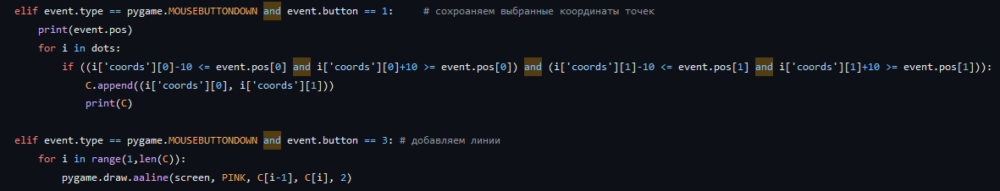 elif event.type == pygame.MOUSEBUTTONDOWN and event.button == 1:     # сохроаняем выбранные координаты точек
    print(event.pos)
    for i in dots:
        if ((i['coords'][0]-10 <= event.pos[0] and i['coords'][0]+10 >= event.pos[0]) and (i['coords'][1]-10 <= event.pos[1] and i['coords'][1]+10 >= event.pos[1])):
            C.append((i['coords'][0], i['coords'][1]))
            print(C)
elif event.type == pygame.MOUSEBUTTONDOWN and event.button == 3: # добавляем линии
    for i in range(1,len(C)):
        pygame.draw.aaline(screen, PINK, C[i-1], C[i], 2)